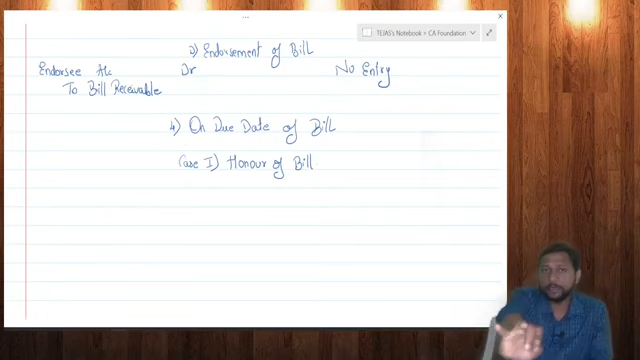 ...
x
TEJAS's Notebook > CA Foundation
3) Endorsement of Bill
Endorsee A/c Dr No Entry
To Bill Receivable
4) On Due Date of Bill
Case I) Honour of Bill